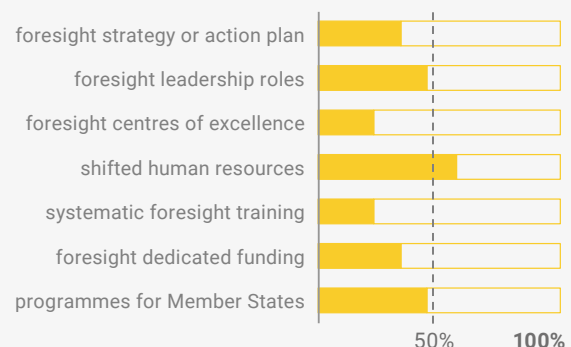 foresight strategy or action plan
foresight leadership roles
foresight centres of excellence
shifted human resources
systematic foresight training
foresight dedicated funding
programmes for Member States
50% 100%